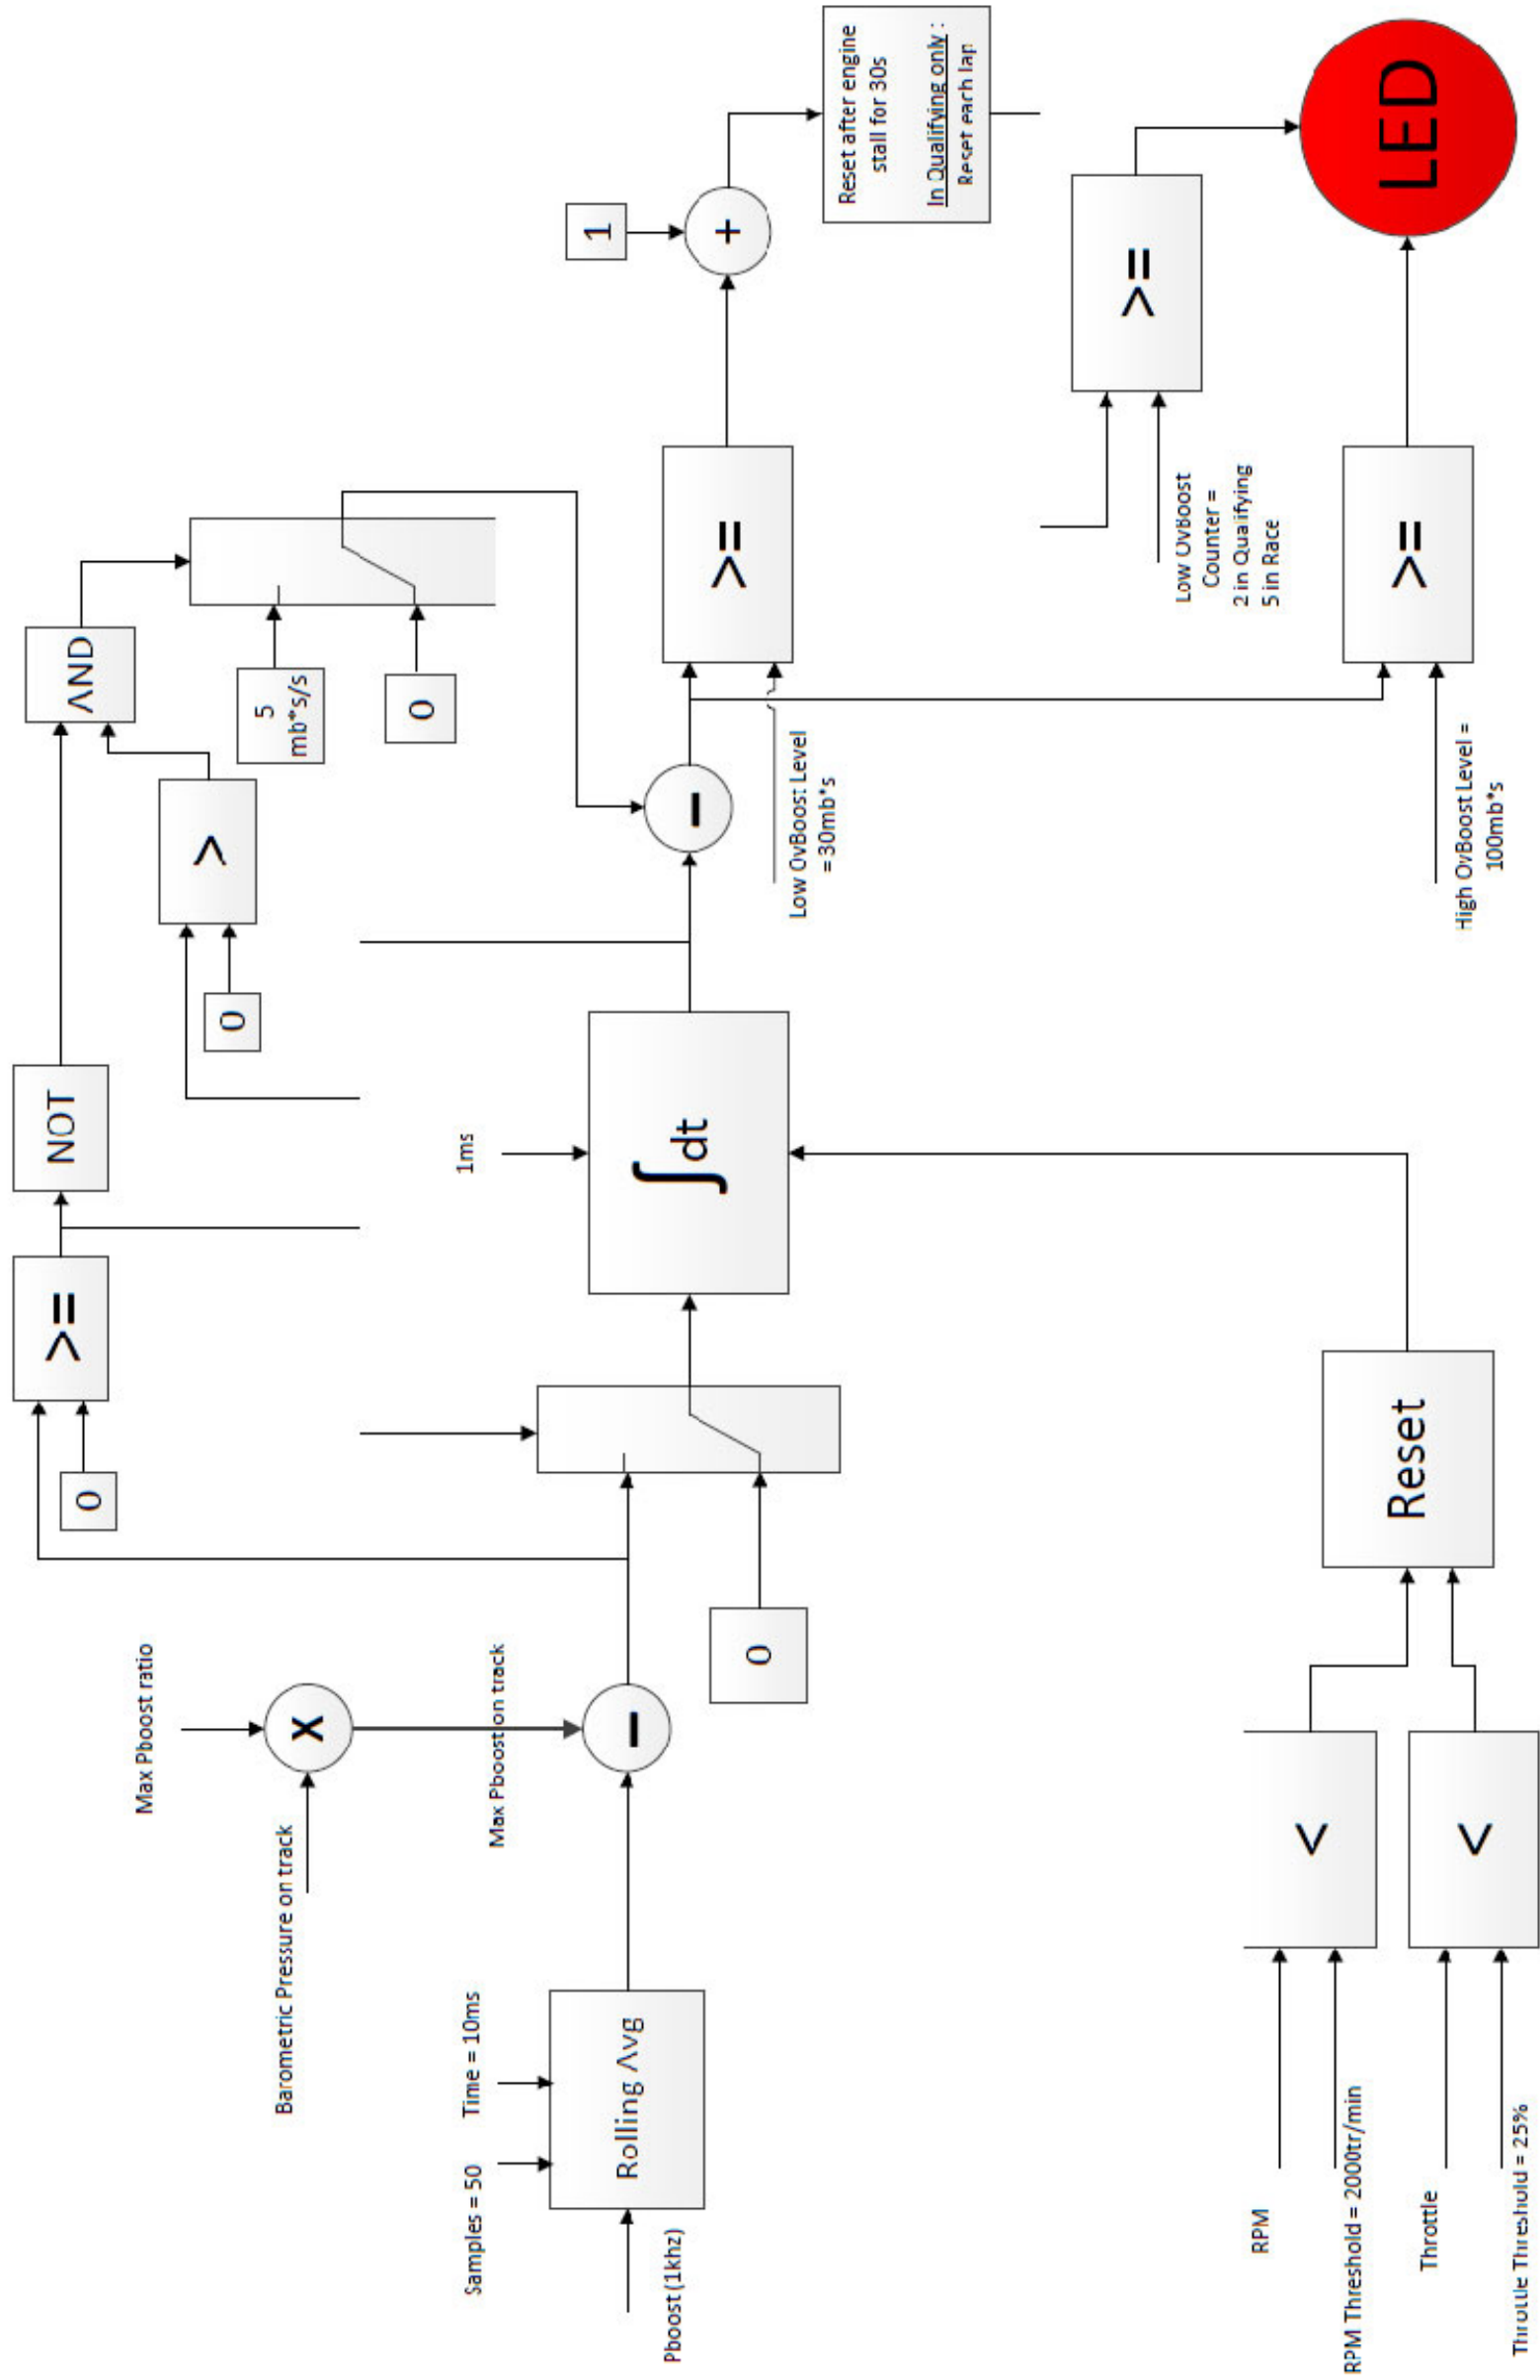 Max Pboost ratio
X
Barometric Pressure on track
Max Pboost on track
Samples = 50
Time = 10ms
Rolling Avg
Pboost (1khz)
−
0
>=
0
NOT
0
>
AND
5
mb*s/s
0
1ms
∫dt
−
Low OvBoost Level
= 30mb*s
>=
1
+
Reset after engine
stall for 30s
In Qualifying only :
Reset each lap
Low OvBoost
Counter =
2 in Qualifying
5 in Race
>=
High OvBoost Level =
100mb*s
>=
LED
RPM
RPM Threshold = 2000tr/min
<
Throttle
Throttle Threshold = 25%
<
Reset